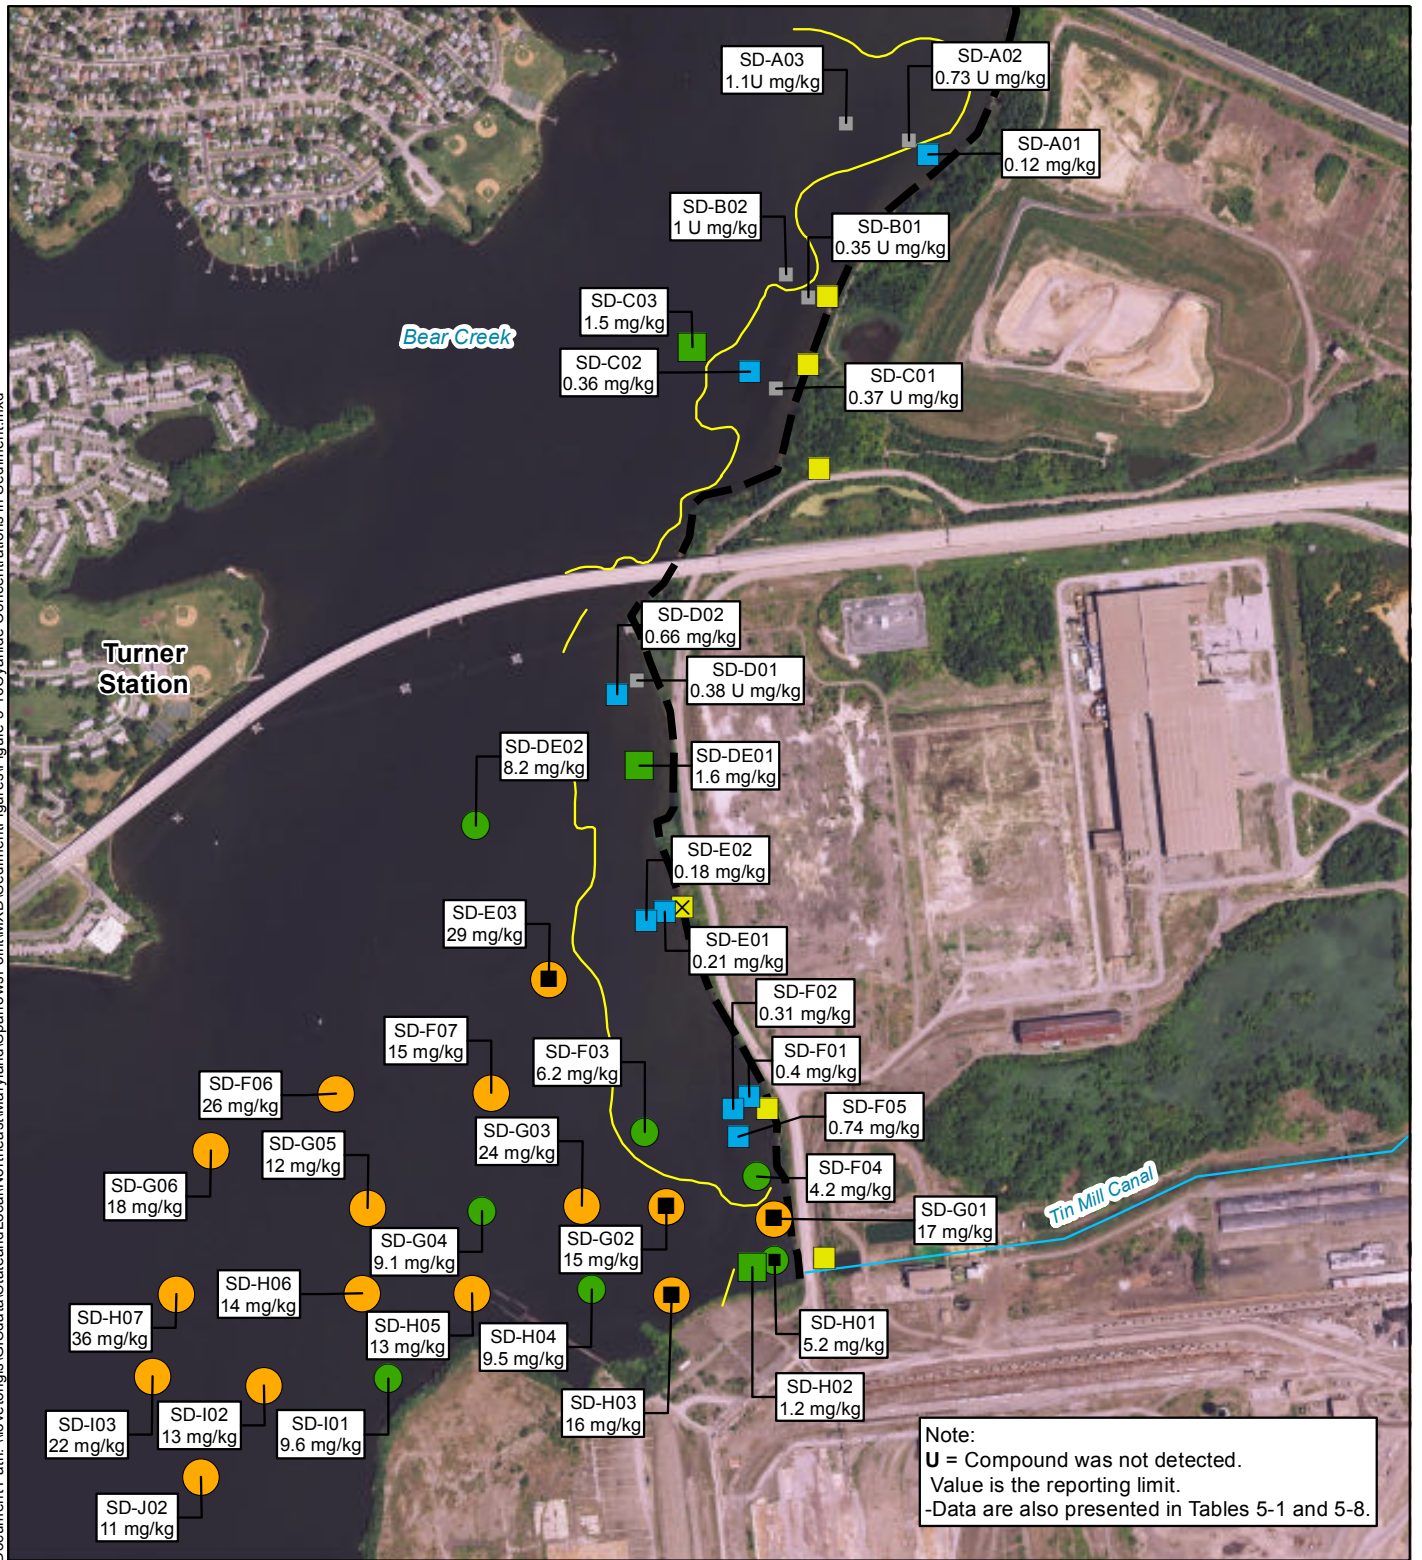 SD-A03
1.1U mg/kg
SD-A02
0.73 U mg/kg
SD-A01
0.12 mg/kg
SD-B02
1 U mg/kg
SD-B01
0.35 U mg/kg
SD-C03
1.5 mg/kg
Bear Creek
SD-C02
0.36 mg/kg
SD-C01
0.37 U mg/kg
SD-D02
0.66 mg/kg
Turner
Station
SD-D01
0.38 U mg/kg
SD-DE02
8.2 mg/kg
SD-DE01
1.6 mg/kg
SD-E02
0.18 mg/kg
SD-E03
29 mg/kg
SD-E01
0.21 mg/kg
SD-F02
0.31 mg/kg
SD-F07
15 mg/kg
SD-F03
6.2 mg/kg
SD-F01
0.4 mg/kg
SD-F06
26 mg/kg
SD-F05
0.74 mg/kg
SD-G05
12 mg/kg
SD-G03
24 mg/kg
SD-F04
4.2 mg/kg
SD-G06
18 mg/kg
Tin Mill Canal
SD-G01
17 mg/kg
SD-G04
9.1 mg/kg
SD-G02
15 mg/kg
SD-H06
14 mg/kg
SD-H07
36 mg/kg
SD-H05
13 mg/kg
SD-H04
9.5 mg/kg
SD-H01
5.2 mg/kg
SD-H02
1.2 mg/kg
SD-H03
16 mg/kg
SD-I03
22 mg/kg
SD-I02
13 mg/kg
SD-I01
9.6 mg/kg
SD-J02
11 mg/kg
Note:
U = Compound was not detected.
Value is the reporting limit.
-Data are also presented in Tables 5-1 and 5-8.